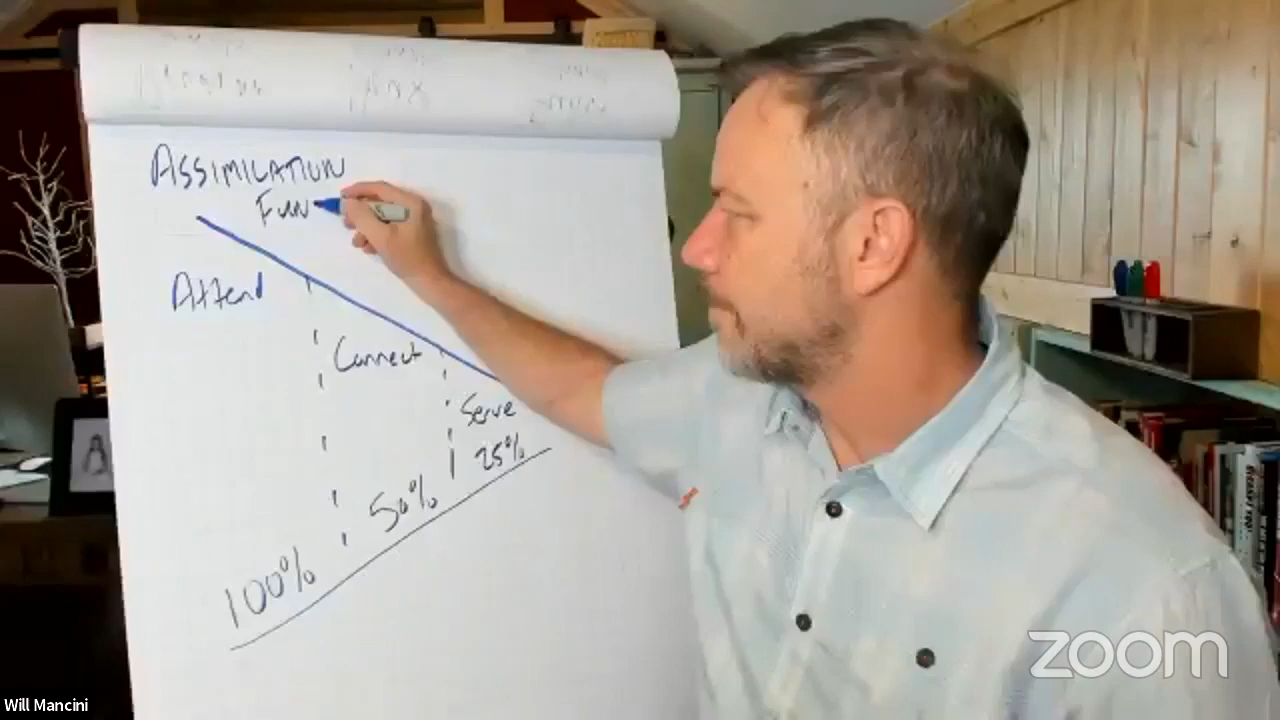 ASSIMILATION
FUN
Attend
Connect
Serve
25%
50%
100%
zoom
Will Mancini